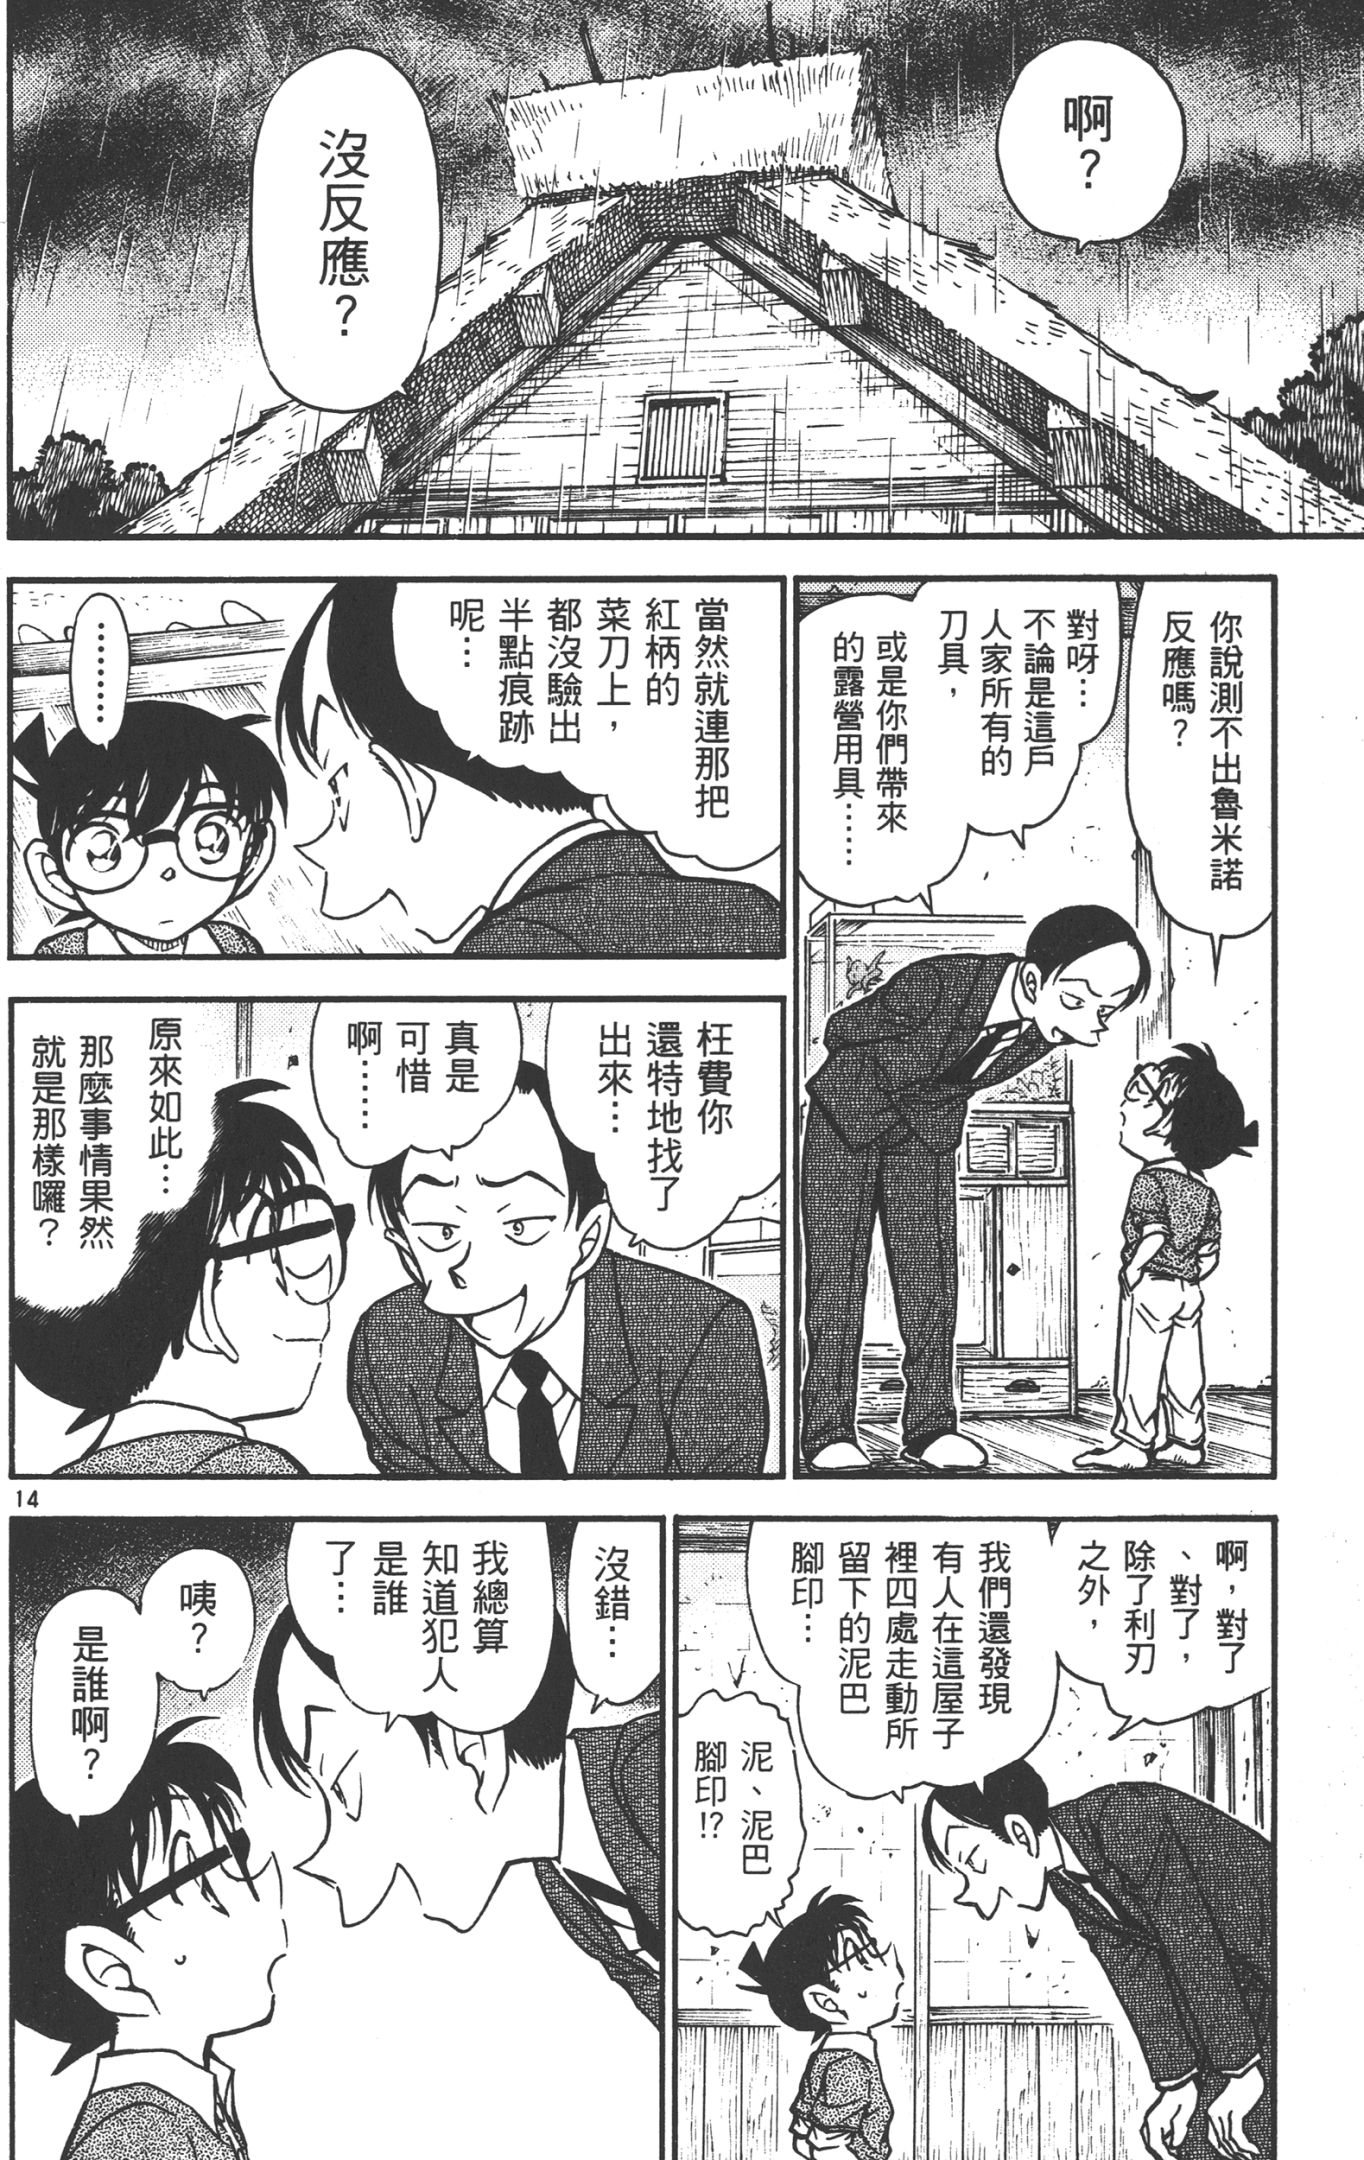 啊？
沒反應？
你說測不出魯米諾
反應嗎？
對呀⋯
不論是這戶
人家所有的
刀具，
或是你們帶來
的露營用具⋯⋯
當然就連那把
紅柄的
菜刀上，
都沒驗出
半點痕跡
呢⋯
⋯⋯⋯
枉費你
還特地找了
出來⋯
真是
可惜
啊⋯⋯
原來如此⋯
那麼事情果然
就是那樣囉？
14
啊，對了
、對了，
除了利刃
之外，
我們還發現
有人在這屋子
裡四處走動所
留下的泥巴
腳印⋯
泥、泥巴
腳印!?
沒錯⋯
我總算
知道犯人
是誰
了⋯
咦？
是誰啊？